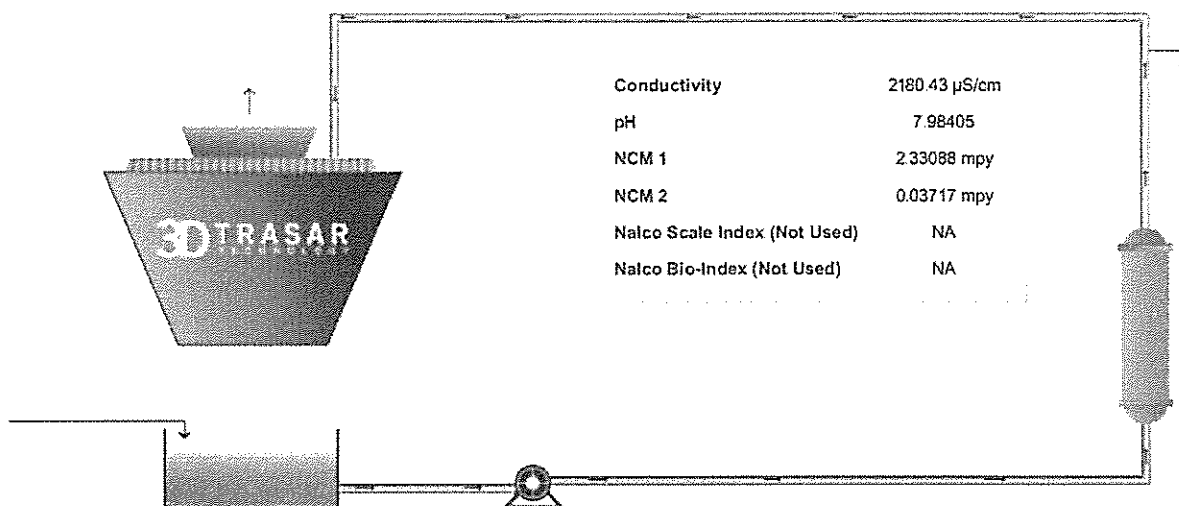 Conductivity 2180.43 µS/cm
pH 7.98405
NCM 1 2.33088 mpy
NCM 2 0.03717 mpy
Nalco Scale Index (Not Used) NA
Nalco Bio-Index (Not Used) NA
3D TRASAR
TECHNOLOGY